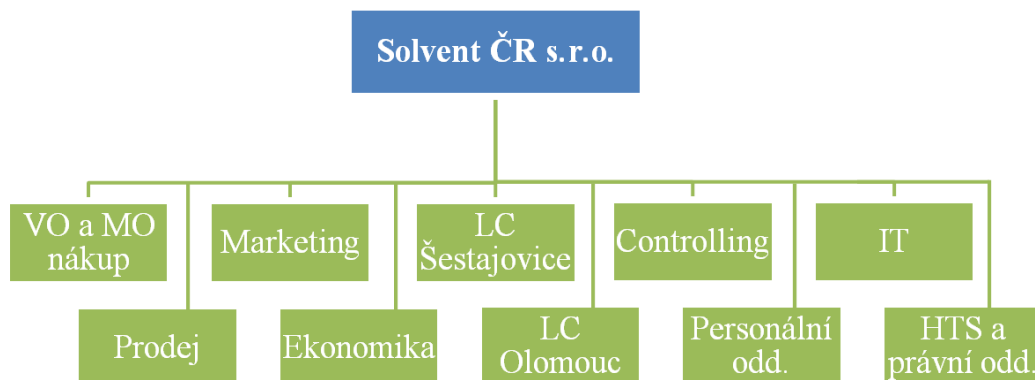 Solvent ČR s.r.o.
VO a MO
nákup
Marketing
LC
Šestajovice
Controlling
IT
Prodej
Ekonomika
LC
Olomouc
Personální
odd.
HTS a
právní odd.